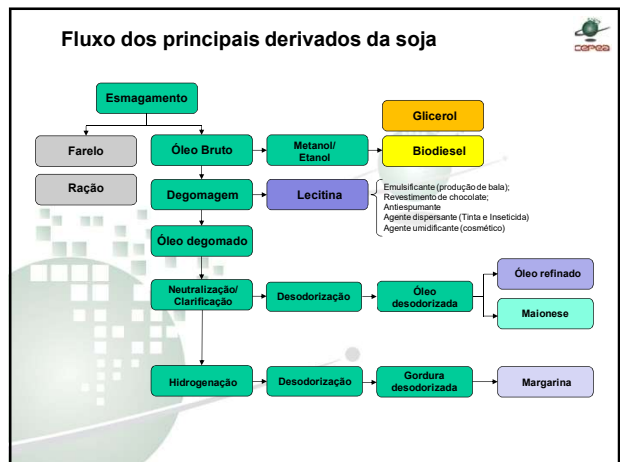 Fluxo dos principais derivados da soja
CEPEA
Esmagamento
Glicerol
Farelo
Óleo Bruto
Metanol/
Etanol
Biodiesel
Ração
Degomagem
Lecitina
Emulsificante (produção de bala);
Revestimento de chocolate;
Antiespumante
Agente dispersante (Tinta e Inseticida)
Agente umidificante (cosmético)
Óleo degomado
Neutralização/
Clarificação
Desodorização
Óleo
desodorizada
Óleo refinado
Maionese
Hidrogenação
Desodorização
Gordura
desodorizada
Margarina